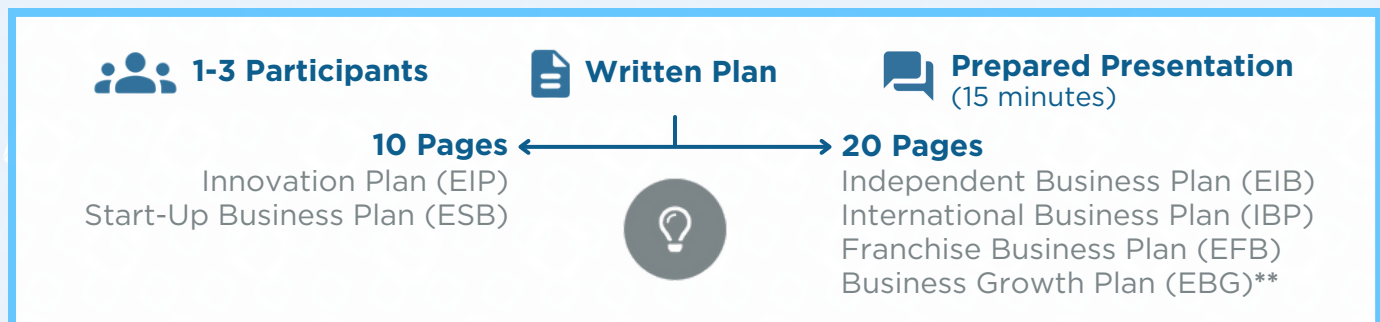 1-3 Participants
Written Plan
Prepared Presentation
(15 minutes)
10 Pages
Innovation Plan (EIP)
Start-Up Business Plan (ESB)
20 Pages
Independent Business Plan (EIB)
International Business Plan (IBP)
Franchise Business Plan (EFB)
Business Growth Plan (EBG)**